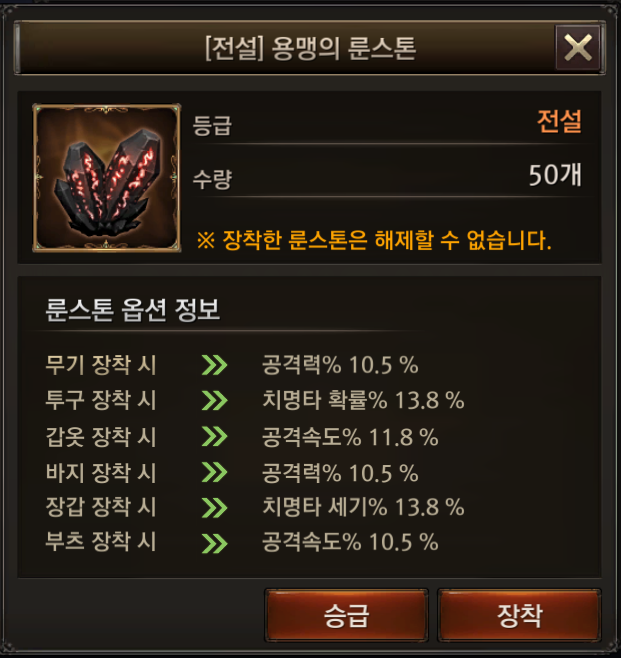 [전설] 용맹의 룬스톤
등급 전설
수량 50개
※ 장착한 룬스톤은 해제할 수 없습니다.
룬스톤 옵션 정보
무기 장착 시 공격력% 10.5 %
투구 장착 시 치명타 확률% 13.8 %
갑옷 장착 시 공격속도% 11.8 %
바지 장착 시 공격력% 10.5 %
장갑 장착 시 치명타 세기% 13.8 %
부츠 장착 시 공격속도% 10.5 %
승급 장착